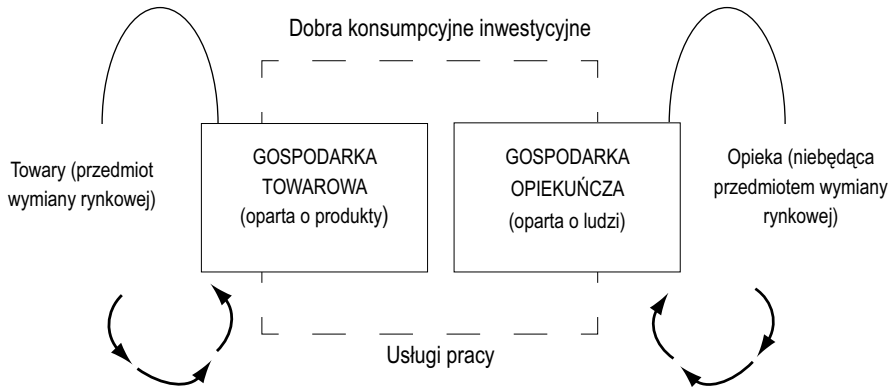 Dobra konsumpcyjne inwestycyjne
Towary (przedmiot
wymiany rynkowej)
GOSPODARKA
TOWAROWA
(oparta o produkty)
GOSPODARKA
OPIEKUŃCZA
(oparta o ludzi)
Opieka (niebędąca
przedmiotem wymiany
rynkowej)
Usługi pracy